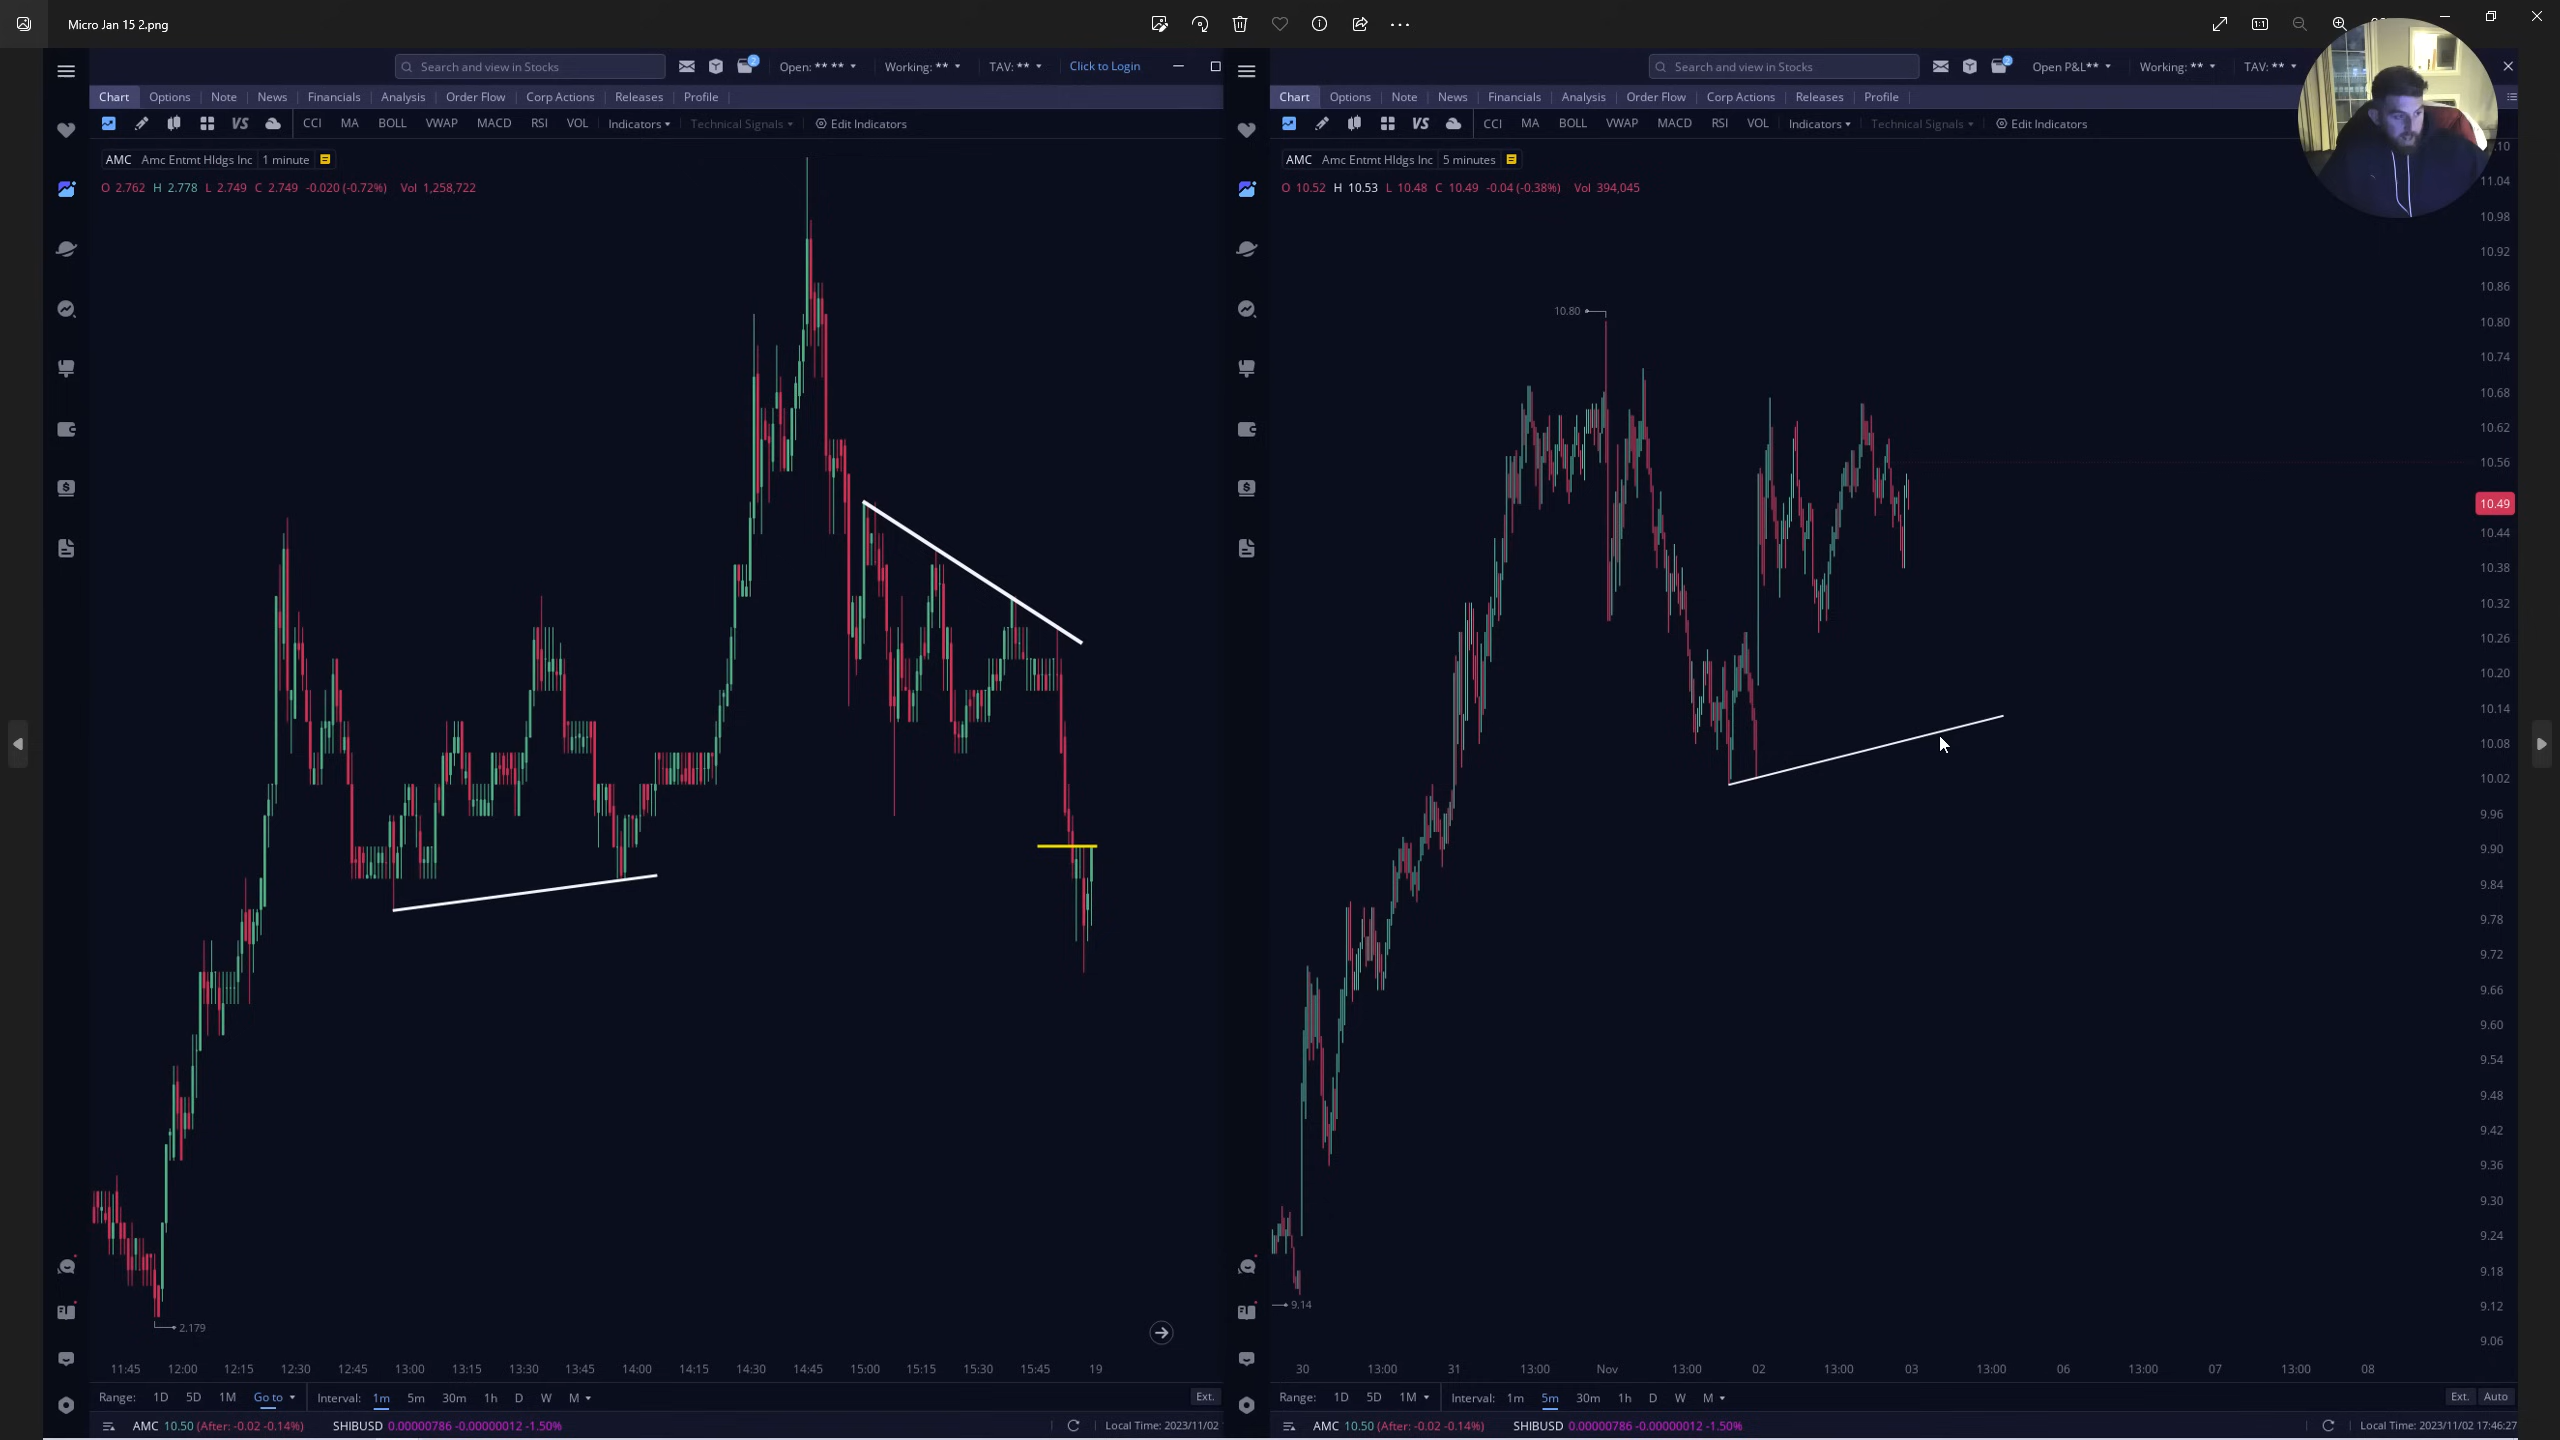 Micro Jan 15 2.png
Search and view in Stocks
2
Open: ** **
Working: **
TAV: **
Click to Login
Chart Options Note News Financials Analysis Order Flow Corp Actions Releases Profile
VS CCI MA BOLL VWAP MACD RSI VOL Indicators Technical Signals Edit Indicators
AMC Amc Entmt Hldgs Inc 1 minute
O 2.762 H 2.778 L 2.749 C 2.749 -0.020 (-0.72%) Vol 1,258,722
2.179
11:45 12:00 12:15 12:30 12:45 13:00 13:15 13:30 13:45 14:00 14:15 14:30 14:45 15:00 15:15 15:30 15:45 19
Range: 1D 5D 1M Go to Interval: 1m 5m 30m 1h D W M Ext.
AMC 10.50 (After: -0.02 -0.14%) SHIBUSD 0.00000786 -0.00000012 -1.50% Local Time: 2023/11/02
Search and view in Stocks
2
Open P&L**
Working: **
TAV: **
Chart Options Note News Financials Analysis Order Flow Corp Actions Releases Profile
VS CCI MA BOLL VWAP MACD RSI VOL Indicators Technical Signals Edit Indicators
AMC Amc Entmt Hldgs Inc 5 minutes
O 10.52 H 10.53 L 10.48 C 10.49 -0.04 (-0.38%) Vol 394,045
11.04
10.98
10.92
10.86
10.80
10.80
10.74
10.68
10.62
10.56
10.49
10.44
10.38
10.32
10.26
10.20
10.14
10.08
10.02
9.96
9.90
9.84
9.78
9.72
9.66
9.60
9.54
9.48
9.42
9.36
9.30
9.24
9.18
9.14
9.12
9.06
30 13:00 31 13:00 Nov 13:00 02 13:00 03 13:00 06 13:00 07 13:00 08
Range: 1D 5D 1M Interval: 1m 5m 30m 1h D W M Ext. Auto
AMC 10.50 (After: -0.02 -0.14%) SHIBUSD 0.00000786 -0.00000012 -1.50% Local Time: 2023/11/02 17:46:27